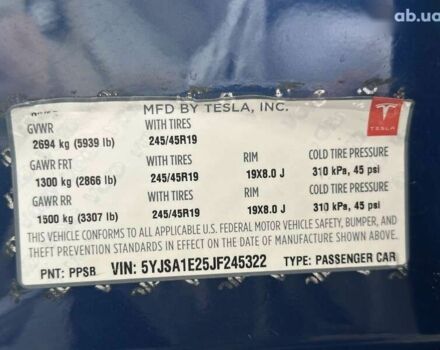 ab.ua
MFD BY TESLA, INC.
GVWR WITH TIRES
2694 kg (5939 lb) 245/45R19
TESLA
GAWR FRT WITH TIRES RIM COLD TIRE PRESSURE
1300 kg (2866 lb) 245/45R19 19X8.0 J 310 kPa, 45 psi
GAWR RR WITH TIRES RIM COLD TIRE PRESSURE
1500 kg (3307 lb) 245/45R19 19X8.0 J 310 kPa, 45 psi
THIS VEHICLE CONFORMS TO ALL APPLICABLE U.S. FEDERAL MOTOR VEHICLE SAFETY, BUMPER, AND
THEFT PREVENTION STANDARDS IN EFFECT ON THE DATE OF MANUFACTURE SHOWN ABOVE.
PNT: PPSB VIN: 5YJSA1E25JF245322 TYPE: PASSENGER CAR